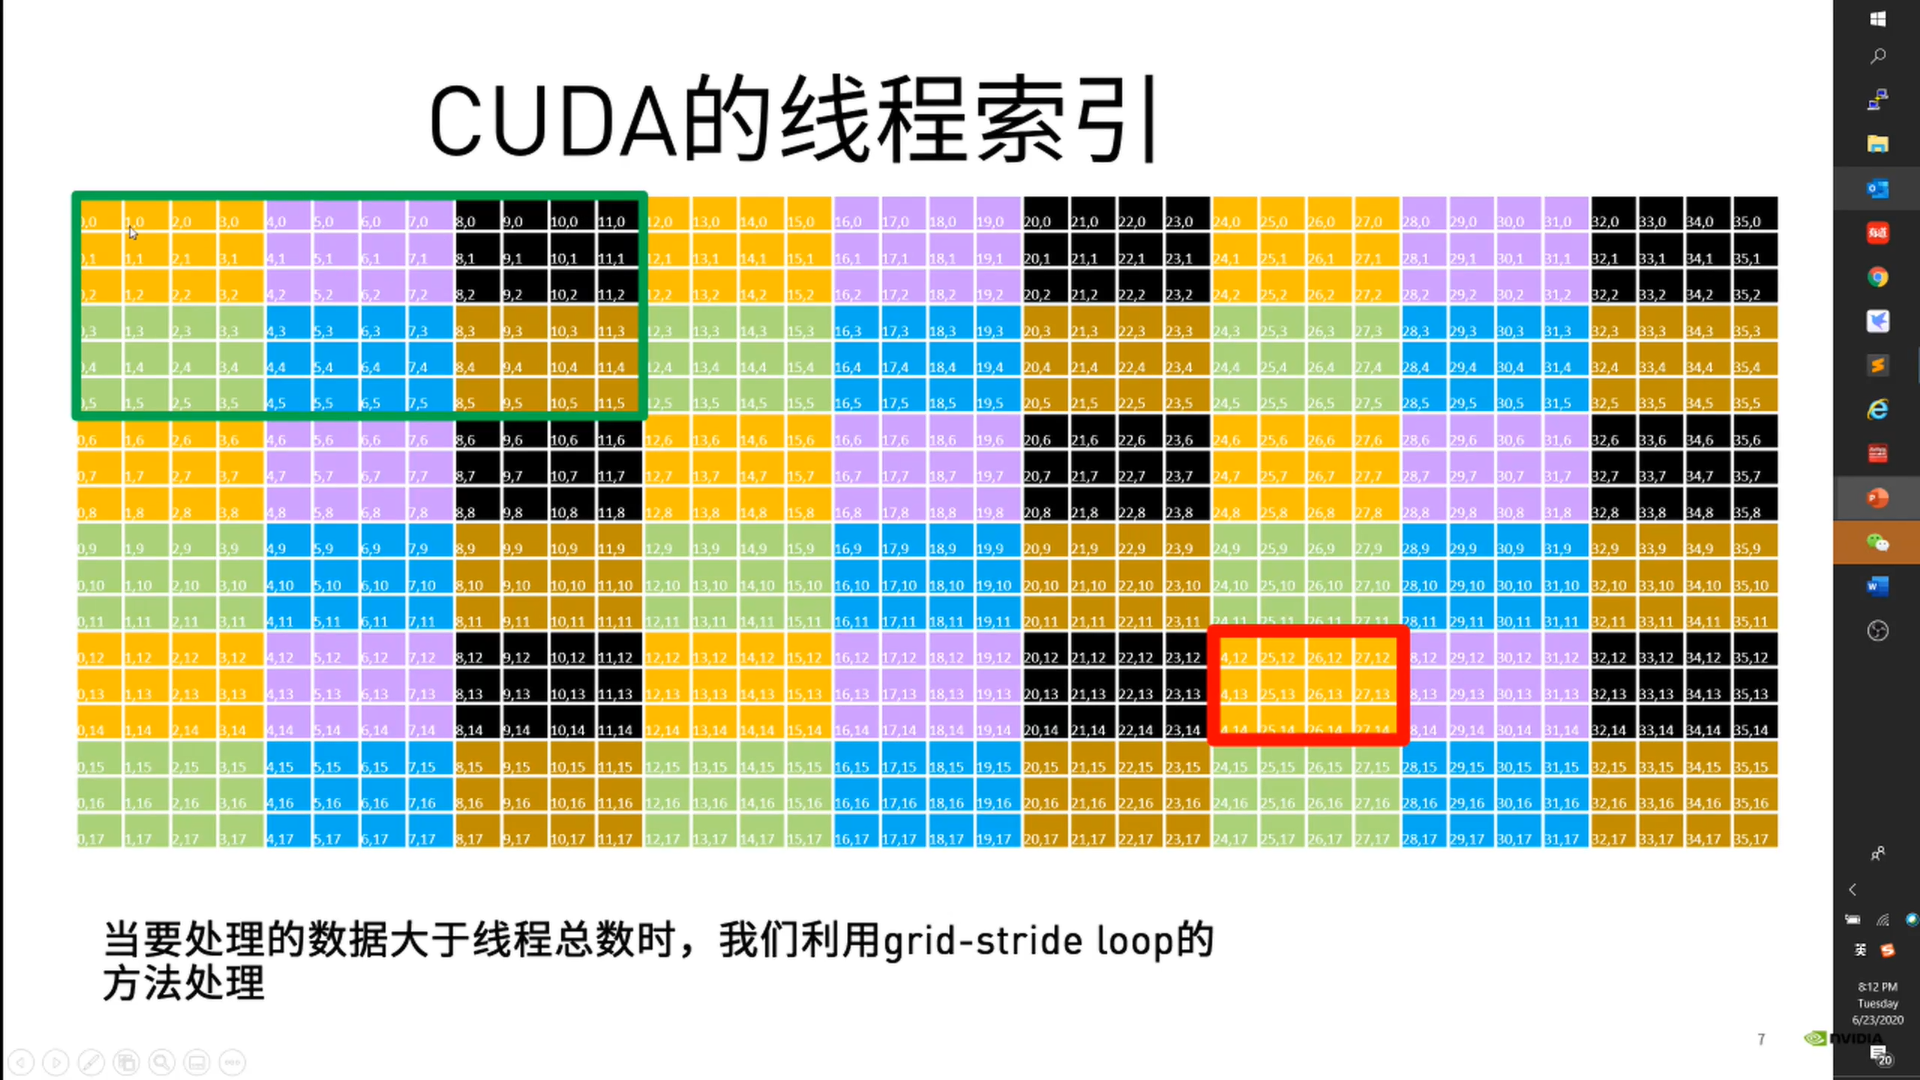 CUDA的线程索引
0,0 1,0 2,0 3,0 4,0 5,0 6,0 7,0 8,0 9,0 10,0 11,0 12,0 13,0 14,0 15,0 16,0 17,0 18,0 19,0 20,0 21,0 22,0 23,0 24,0 25,0 26,0 27,0 28,0 29,0 30,0 31,0 32,0 33,0 34,0 35,0
,1 1,1 2,1 3,1 4,1 5,1 6,1 7,1 8,1 9,1 10,1 11,1 12,1 13,1 14,1 15,1 16,1 17,1 18,1 19,1 20,1 21,1 22,1 23,1 24,1 25,1 26,1 27,1 28,1 29,1 30,1 31,1 32,1 33,1 34,1 35,1
,2 1,2 2,2 3,2 4,2 5,2 6,2 7,2 8,2 9,2 10,2 11,2 12,2 13,2 14,2 15,2 16,2 17,2 18,2 19,2 20,2 21,2 22,2 23,2 24,2 25,2 26,2 27,2 28,2 29,2 30,2 31,2 32,2 33,2 34,2 35,2
,3 1,3 2,3 3,3 4,3 5,3 6,3 7,3 8,3 9,3 10,3 11,3 12,3 13,3 14,3 15,3 16,3 17,3 18,3 19,3 20,3 21,3 22,3 23,3 24,3 25,3 26,3 27,3 28,3 29,3 30,3 31,3 32,3 33,3 34,3 35,3
,4 1,4 2,4 3,4 4,4 5,4 6,4 7,4 8,4 9,4 10,4 11,4 12,4 13,4 14,4 15,4 16,4 17,4 18,4 19,4 20,4 21,4 22,4 23,4 24,4 25,4 26,4 27,4 28,4 29,4 30,4 31,4 32,4 33,4 34,4 35,4
,5 1,5 2,5 3,5 4,5 5,5 6,5 7,5 8,5 9,5 10,5 11,5 12,5 13,5 14,5 15,5 16,5 17,5 18,5 19,5 20,5 21,5 22,5 23,5 24,5 25,5 26,5 27,5 28,5 29,5 30,5 31,5 32,5 33,5 34,5 35,5
0,6 1,6 2,6 3,6 4,6 5,6 6,6 7,6 8,6 9,6 10,6 11,6 12,6 13,6 14,6 15,6 16,6 17,6 18,6 19,6 20,6 21,6 22,6 23,6 24,6 25,6 26,6 27,6 28,6 29,6 30,6 31,6 32,6 33,6 34,6 35,6
0,7 1,7 2,7 3,7 4,7 5,7 6,7 7,7 8,7 9,7 10,7 11,7 12,7 13,7 14,7 15,7 16,7 17,7 18,7 19,7 20,7 21,7 22,7 23,7 24,7 25,7 26,7 27,7 28,7 29,7 30,7 31,7 32,7 33,7 34,7 35,7
0,8 1,8 2,8 3,8 4,8 5,8 6,8 7,8 8,8 9,8 10,8 11,8 12,8 13,8 14,8 15,8 16,8 17,8 18,8 19,8 20,8 21,8 22,8 23,8 24,8 25,8 26,8 27,8 28,8 29,8 30,8 31,8 32,8 33,8 34,8 35,8
0,9 1,9 2,9 3,9 4,9 5,9 6,9 7,9 8,9 9,9 10,9 11,9 12,9 13,9 14,9 15,9 16,9 17,9 18,9 19,9 20,9 21,9 22,9 23,9 24,9 25,9 26,9 27,9 28,9 29,9 30,9 31,9 32,9 33,9 34,9 35,9
0,10 1,10 2,10 3,10 4,10 5,10 6,10 7,10 8,10 9,10 10,10 11,10 12,10 13,10 14,10 15,10 16,10 17,10 18,10 19,10 20,10 21,10 22,10 23,10 24,10 25,10 26,10 27,10 28,10 29,10 30,10 31,10 32,10 33,10 34,10 35,10
0,11 1,11 2,11 3,11 4,11 5,11 6,11 7,11 8,11 9,11 10,11 11,11 12,11 13,11 14,11 15,11 16,11 17,11 18,11 19,11 20,11 21,11 22,11 23,11 24,11 25,11 26,11 27,11 28,11 29,11 30,11 31,11 32,11 33,11 34,11 35,11
0,12 1,12 2,12 3,12 4,12 5,12 6,12 7,12 8,12 9,12 10,12 11,12 12,12 13,12 14,12 15,12 16,12 17,12 18,12 19,12 20,12 21,12 22,12 23,12 4,12 25,12 26,12 27,12 8,12 29,12 30,12 31,12 32,12 33,12 34,12 35,12
0,13 1,13 2,13 3,13 4,13 5,13 6,13 7,13 8,13 9,13 10,13 11,13 12,13 13,13 14,13 15,13 16,13 17,13 18,13 19,13 20,13 21,13 22,13 23,13 4,13 25,13 26,13 27,13 8,13 29,13 30,13 31,13 32,13 33,13 34,13 35,13
0,14 1,14 2,14 3,14 4,14 5,14 6,14 7,14 8,14 9,14 10,14 11,14 12,14 13,14 14,14 15,14 16,14 17,14 18,14 19,14 20,14 21,14 22,14 23,14 4,14 25,14 26,14 27,14 8,14 29,14 30,14 31,14 32,14 33,14 34,14 35,14
0,15 1,15 2,15 3,15 4,15 5,15 6,15 7,15 8,15 9,15 10,15 11,15 12,15 13,15 14,15 15,15 16,15 17,15 18,15 19,15 20,15 21,15 22,15 23,15 24,15 25,15 26,15 27,15 28,15 29,15 30,15 31,15 32,15 33,15 34,15 35,15
0,16 1,16 2,16 3,16 4,16 5,16 6,16 7,16 8,16 9,16 10,16 11,16 12,16 13,16 14,16 15,16 16,16 17,16 18,16 19,16 20,16 21,16 22,16 23,16 24,16 25,16 26,16 27,16 28,16 29,16 30,16 31,16 32,16 33,16 34,16 35,16
0,17 1,17 2,17 3,17 4,17 5,17 6,17 7,17 8,17 9,17 10,17 11,17 12,17 13,17 14,17 15,17 16,17 17,17 18,17 19,17 20,17 21,17 22,17 23,17 24,17 25,17 26,17 27,17 28,17 29,17 30,17 31,17 32,17 33,17 34,17 35,17
当要处理的数据大于线程总数时，我们利用grid-stride loop的
方法处理
7
NVIDIA
英
8:12 PM
Tuesday
6/23/2020
20